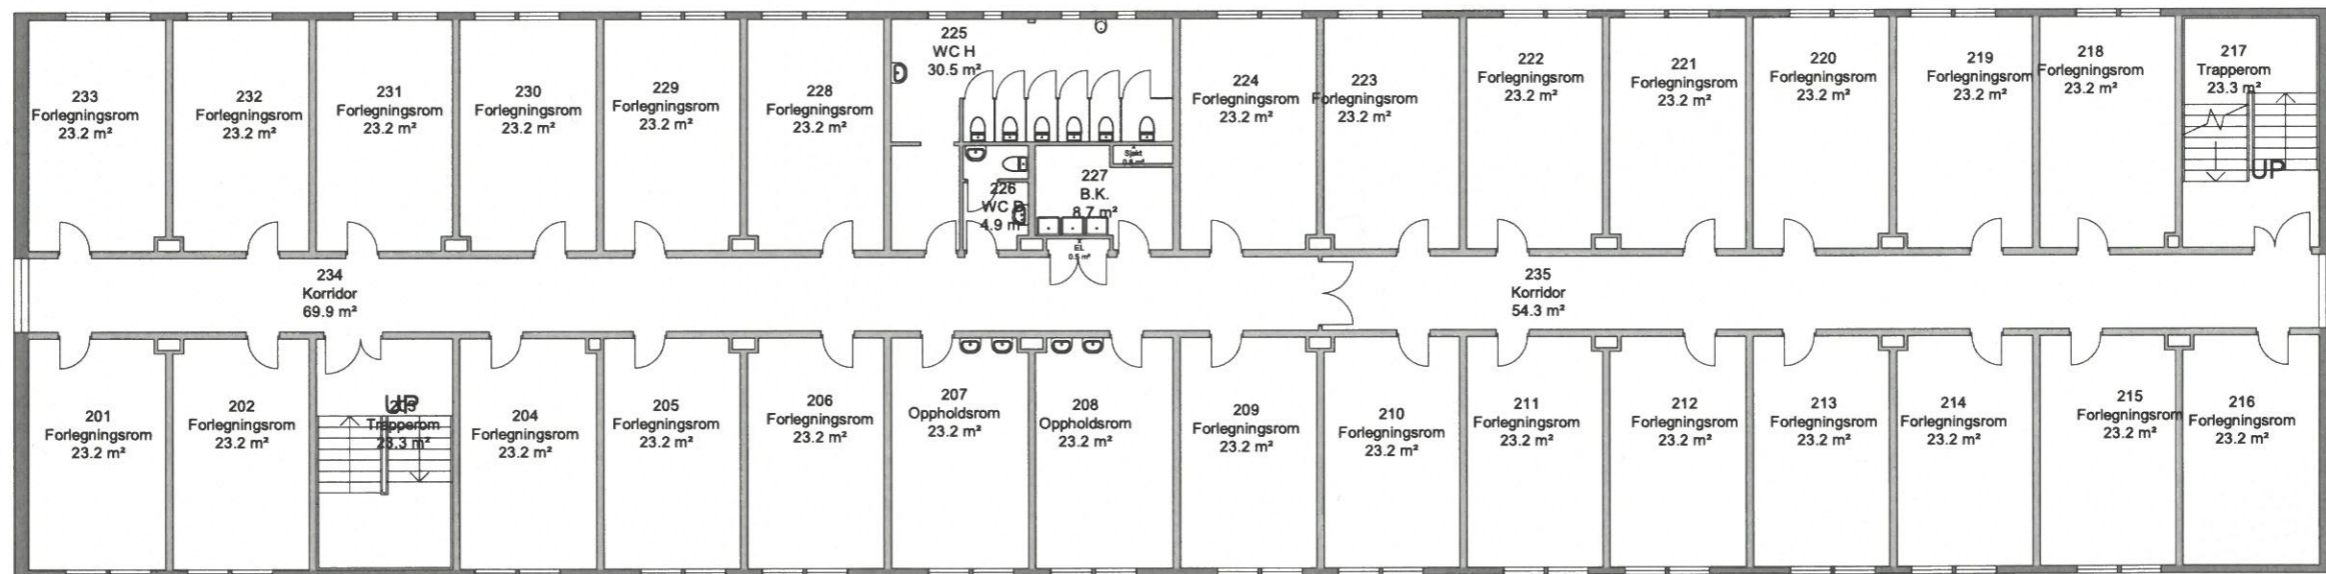 233
Forlegningsrom
23.2 m²
232
Forlegningsrom
23.2 m²
231
Forlegningsrom
23.2 m²
230
Forlegningsrom
23.2 m²
229
Forlegningsrom
23.2 m²
228
Forlegningsrom
23.2 m²
225
WC H
30.5 m²
224
Forlegningsrom
23.2 m²
223
Forlegningsrom
23.2 m²
222
Forlegningsrom
23.2 m²
221
Forlegningsrom
23.2 m²
220
Forlegningsrom
23.2 m²
219
Forlegningsrom
23.2 m²
218
Forlegningsrom
23.2 m²
217
Trapperom
23.3 m²
UP
Sjakt
226
WC D
4.9 m²
227
B.K.
8.7 m²
EL
0.5 m²
234
Korridor
69.9 m²
235
Korridor
54.3 m²
201
Forlegningsrom
23.2 m²
202
Forlegningsrom
23.2 m²
UP
203
Trapperom
23.3 m²
204
Forlegningsrom
23.2 m²
205
Forlegningsrom
23.2 m²
206
Forlegningsrom
23.2 m²
207
Oppholdsrom
23.2 m²
208
Oppholdsrom
23.2 m²
209
Forlegningsrom
23.2 m²
210
Forlegningsrom
23.2 m²
211
Forlegningsrom
23.2 m²
212
Forlegningsrom
23.2 m²
213
Forlegningsrom
23.2 m²
214
Forlegningsrom
23.2 m²
215
Forlegningsrom
23.2 m²
216
Forlegningsrom
23.2 m²